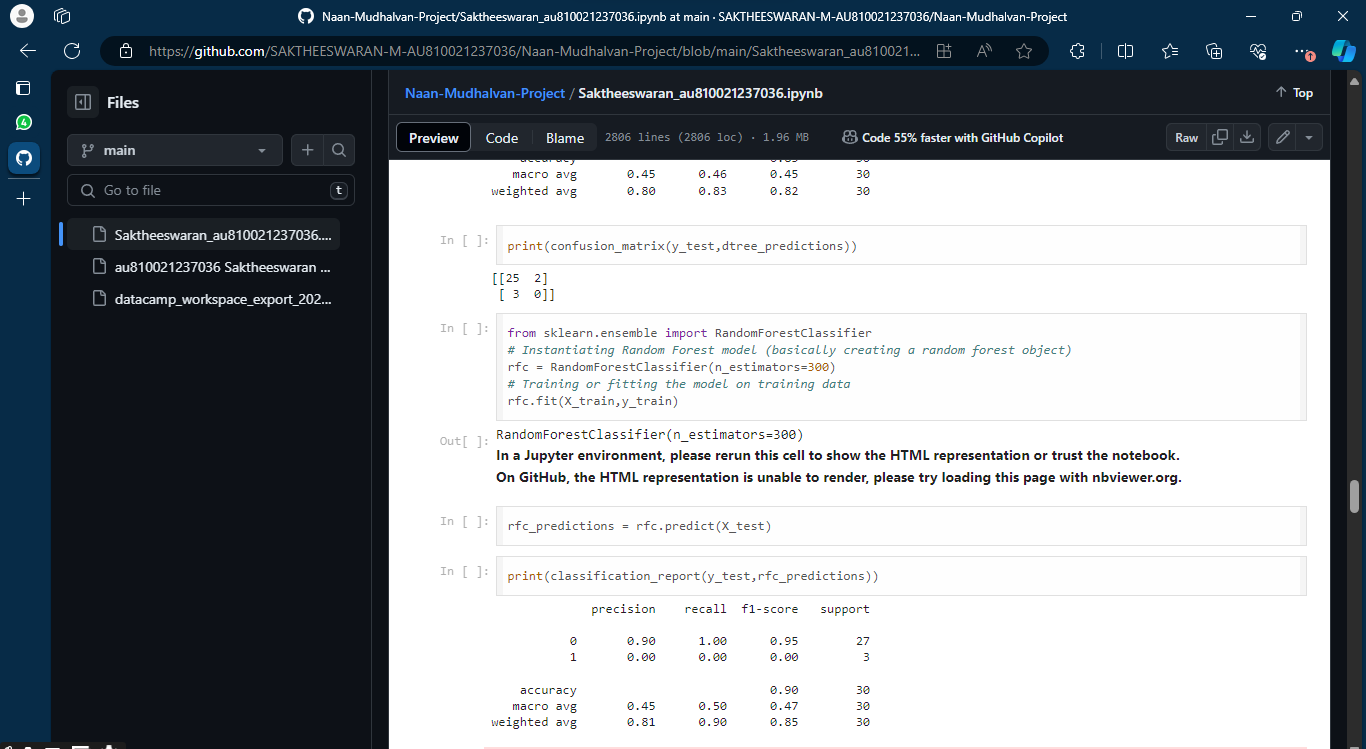 Naan-Mudhalvan-Project/Saktheeswaran_au810021237036.ipynb at main · SAKTHEESWARAN-M-AU810021237036/Naan-Mudhalvan-Project
https://github.com/SAKTHEESWARAN-M-AU810021237036/Naan-Mudhalvan-Project/blob/main/Saktheeswaran_au810021...
4
Files
main
Go to file
t
Saktheeswaran_au810021237036....
au810021237036 Saktheeswaran ...
datacamp_workspace_export_202...
Naan-Mudhalvan-Project / Saktheeswaran_au810021237036.ipynb
Top
Preview Code Blame 2806 lines (2806 loc) · 1.96 MB Code 55% faster with GitHub Copilot Raw
accuracy 30
macro avg 0.45 0.46 0.45 30
weighted avg 0.80 0.83 0.82 30
In [ ]: print(confusion_matrix(y_test,dtree_predictions))
[[25 2]
[ 3 0]]
In [ ]: from sklearn.ensemble import RandomForestClassifier
# Instantiating Random Forest model (basically creating a random forest object)
rfc = RandomForestClassifier(n_estimators=300)
# Training or fitting the model on training data
rfc.fit(X_train,y_train)
Out[ ]: RandomForestClassifier(n_estimators=300)
In a Jupyter environment, please rerun this cell to show the HTML representation or trust the notebook.
On GitHub, the HTML representation is unable to render, please try loading this page with nbviewer.org.
In [ ]: rfc_predictions = rfc.predict(X_test)
In [ ]: print(classification_report(y_test,rfc_predictions))
precision recall f1-score support
0 0.90 1.00 0.95 27
1 0.00 0.00 0.00 3
accuracy 0.90 30
macro avg 0.45 0.50 0.47 30
weighted avg 0.81 0.90 0.85 30